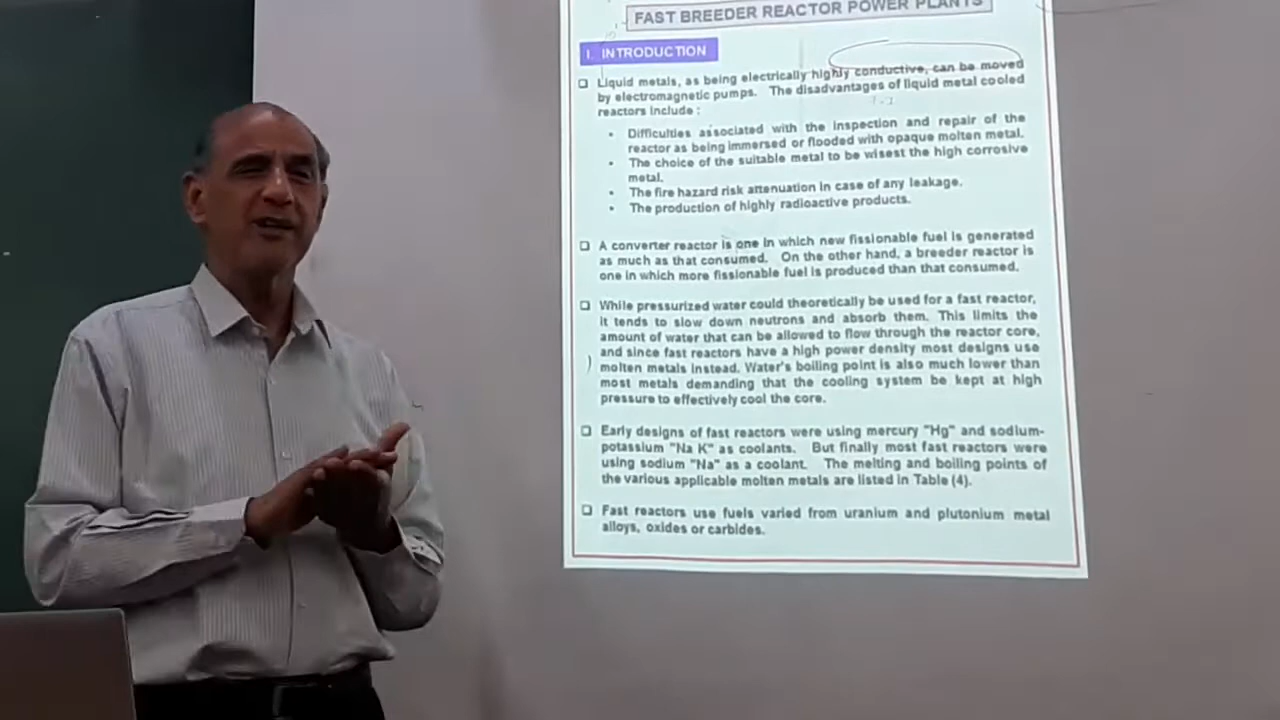 FAST BREEDER REACTOR POWER PLANTS
I. INTRODUCTION
❑ Liquid metals, as being electrically highly conductive, can be moved
by electromagnetic pumps. The disadvantages of liquid metal cooled
reactors include :
• Difficulties associated with the inspection and repair of the
reactor as being immersed or flooded with opaque molten metal.
• The choice of the suitable metal to be wisest the high corrosive
metal.
• The fire hazard risk attenuation in case of any leakage.
• The production of highly radioactive products.
❑ A converter reactor is one in which new fissionable fuel is generated
as much as that consumed. On the other hand, a breeder reactor is
one in which more fissionable fuel is produced than that consumed.
❑ While pressurized water could theoretically be used for a fast reactor,
it tends to slow down neutrons and absorb them. This limits the
amount of water that can be allowed to flow through the reactor core,
and since fast reactors have a high power density most designs use
molten metals instead. Water's boiling point is also much lower than
most metals demanding that the cooling system be kept at high
pressure to effectively cool the core.
❑ Early designs of fast reactors were using mercury "Hg" and sodium-
potassium "Na K" as coolants. But finally most fast reactors were
using sodium "Na" as a coolant. The melting and boiling points of
the various applicable molten metals are listed in Table (4).
❑ Fast reactors use fuels varied from uranium and plutonium metal
alloys, oxides or carbides.